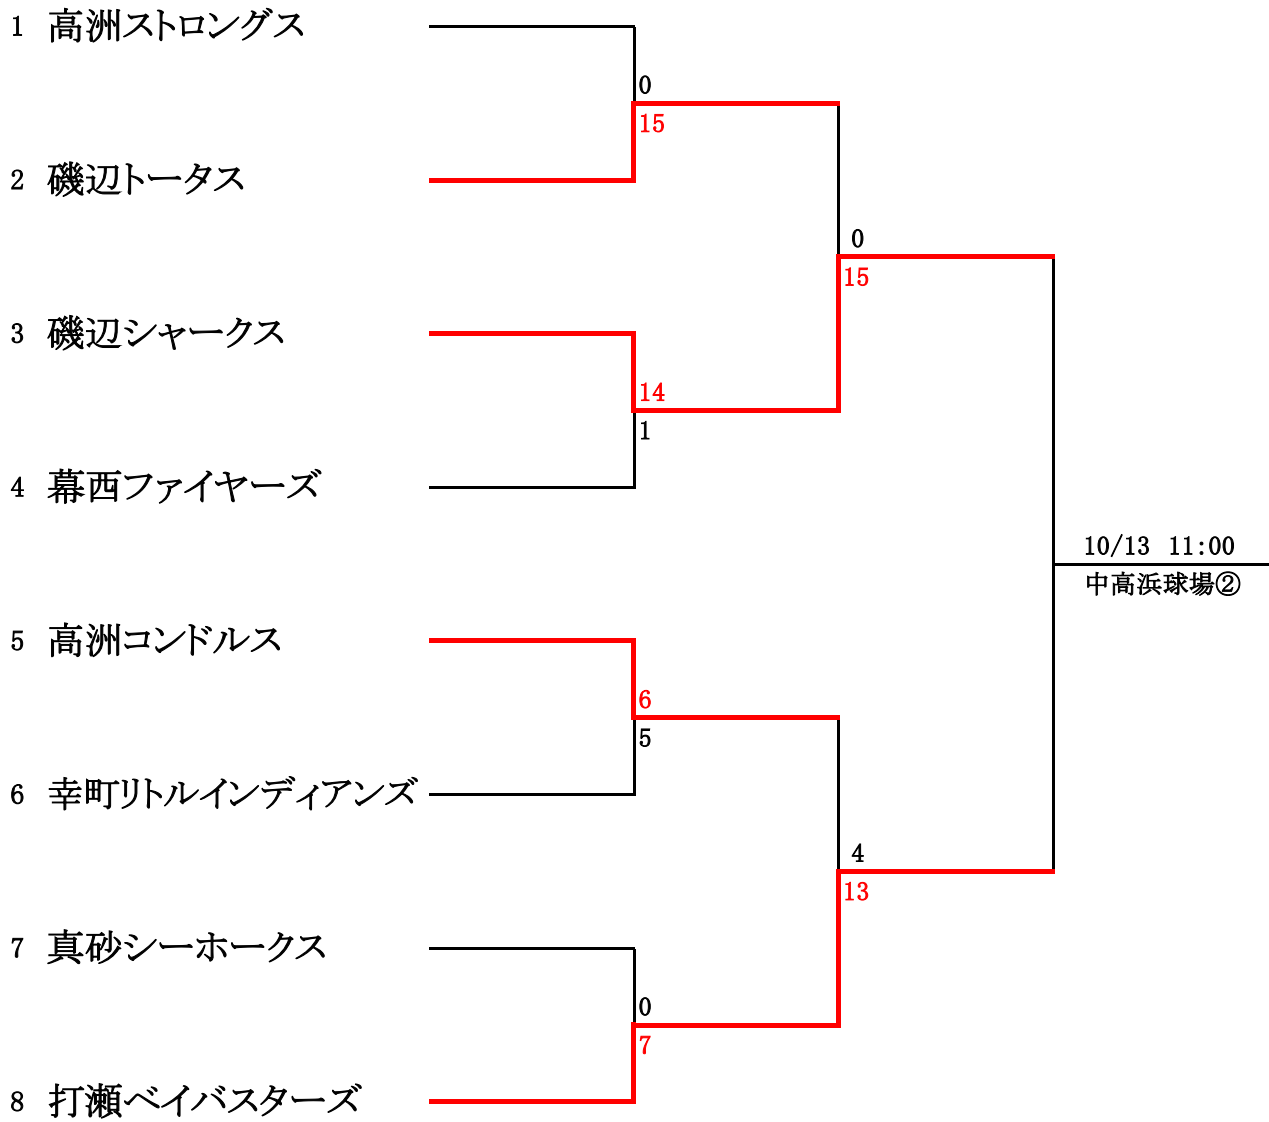 1 高洲ストロングス
0
15
2 磯辺トータス
0
15
3 磯辺シャークス
14
1
4 幕西ファイヤーズ
10/13 11:00
中高浜球場②
5 高洲コンドルス
6
5
6 幸町リトルインディアンズ
4
13
7 真砂シーホークス
0
7
8 打瀬ベイバスターズ